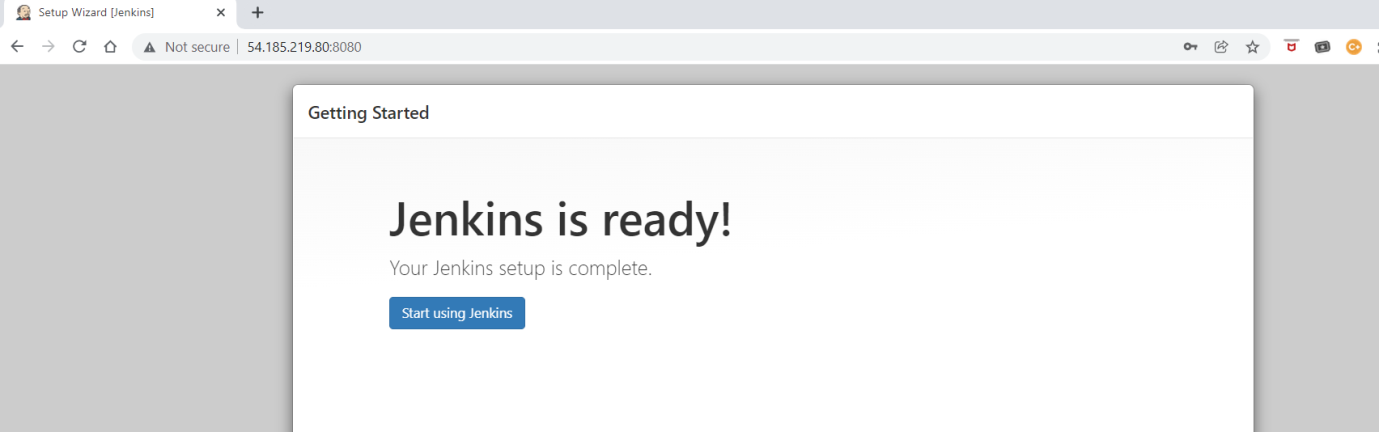 Setup Wizard [Jenkins]
Not secure 54.185.219.80:8080
Getting Started
Jenkins is ready!
Your Jenkins setup is complete.
Start using Jenkins